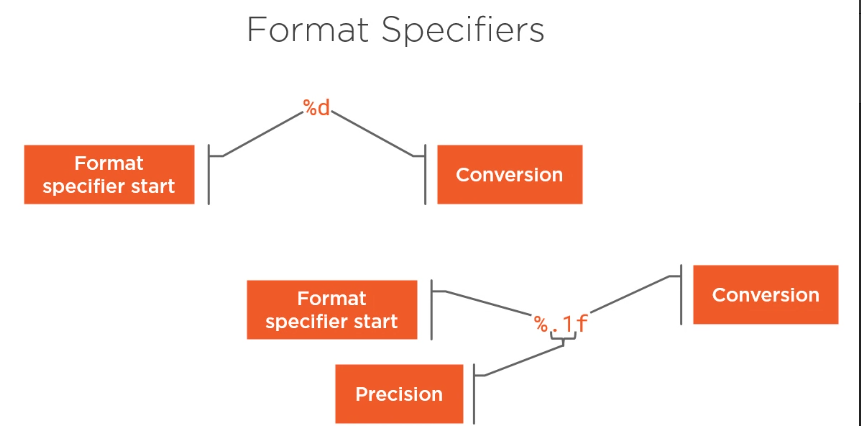 Format Specifiers
%d
Format
specifier start
Conversion
Format
specifier start
%.1f
Conversion
Precision